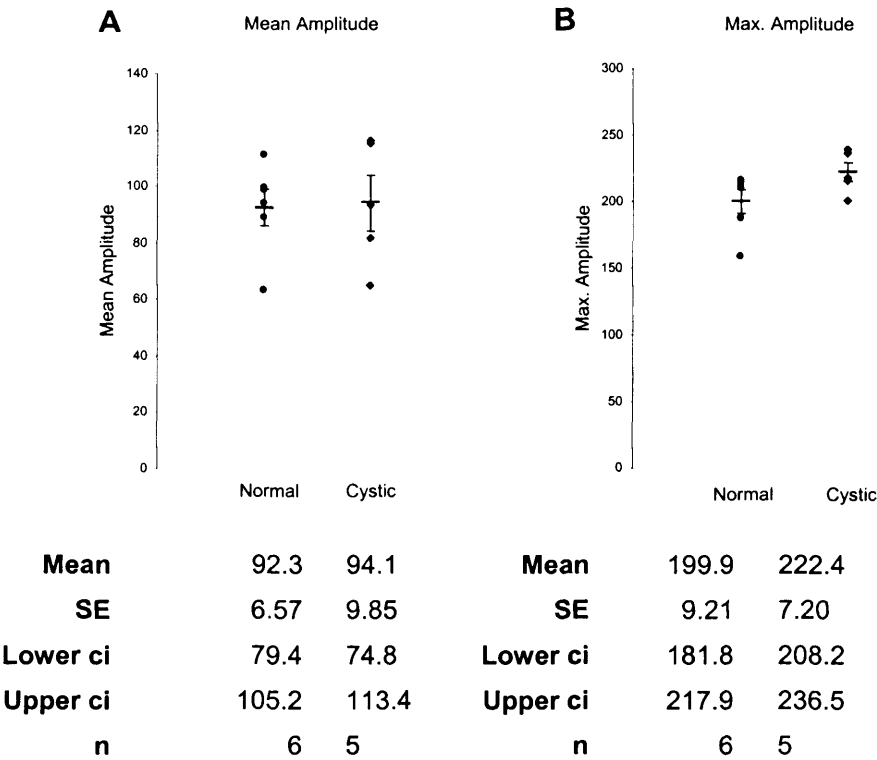 A Mean Amplitude
140
120
100
80
60
40
20
0
Mean Amplitude
Normal Cystic
Mean 92.3 94.1
SE 6.57 9.85
Lower ci 79.4 74.8
Upper ci 105.2 113.4
n 6 5
B Max. Amplitude
300
250
200
150
100
50
0
Max. Amplitude
Normal Cystic
Mean 199.9 222.4
SE 9.21 7.20
Lower ci 181.8 208.2
Upper ci 217.9 236.5
n 6 5